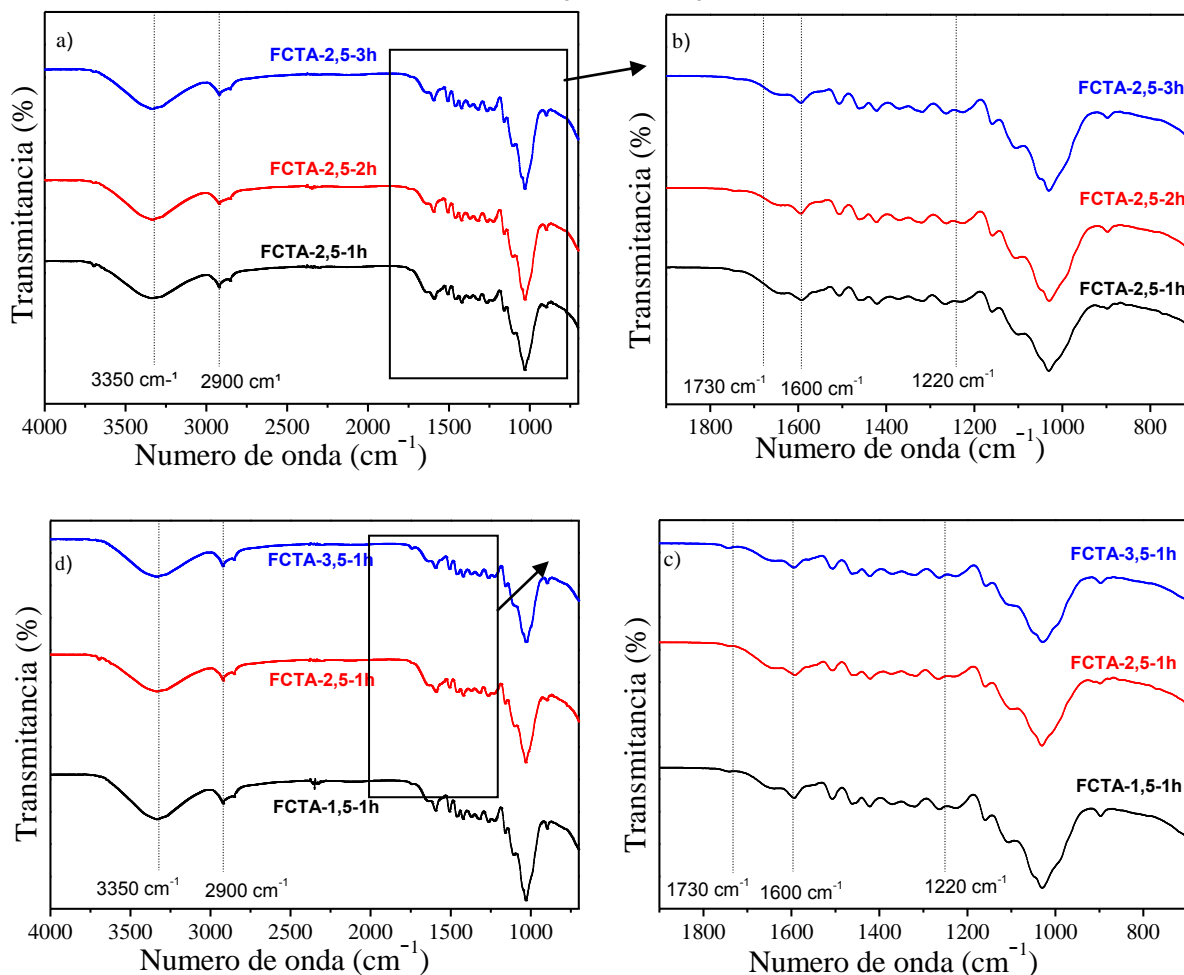 a)
FCTA-2,5-3h
FCTA-2,5-2h
FCTA-2,5-1h
3350 cm-¹
2900 cm¹
4000 3500 3000 2500 2000 1500 1000
Numero de onda (cm⁻¹)
Transmitancia (%)
b)
FCTA-2,5-3h
FCTA-2,5-2h
FCTA-2,5-1h
1730 cm⁻¹
1600 cm⁻¹
1220 cm⁻¹
1800 1600 1400 1200 1000 800
Numero de onda (cm⁻¹)
Transmitancia (%)
d)
FCTA-3,5-1h
FCTA-2,5-1h
FCTA-1,5-1h
3350 cm⁻¹
2900 cm⁻¹
4000 3500 3000 2500 2000 1500 1000
Numero de onda (cm⁻¹)
Transmitancia (%)
c)
FCTA-3,5-1h
FCTA-2,5-1h
FCTA-1,5-1h
1730 cm⁻¹
1600 cm⁻¹
1220 cm⁻¹
1800 1600 1400 1200 1000 800
Numero de onda (cm⁻¹)
Transmitancia (%)